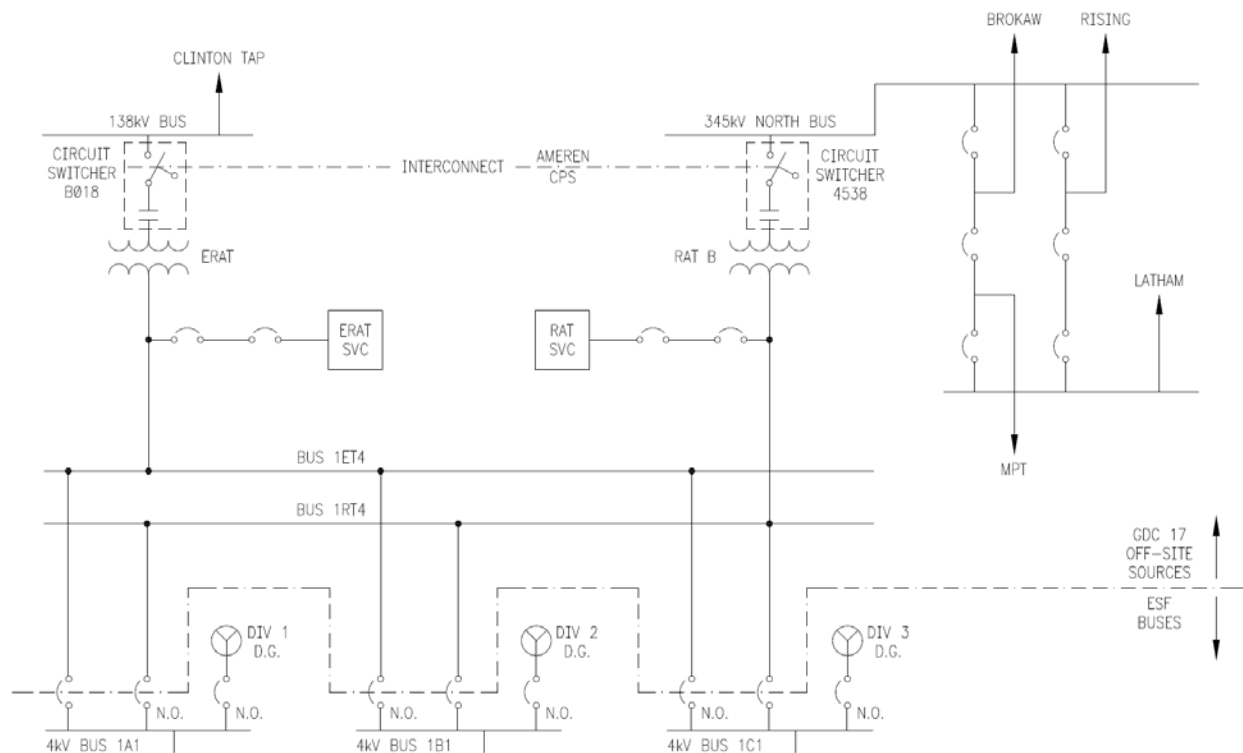 BROKAW
RISING
CLINTON TAP
138kV BUS
345kV NORTH BUS
CIRCUIT
SWITCHER
BØ18
INTERCONNECT
AMEREN
CPS
CIRCUIT
SWITCHER
4538
ERAT
RAT B
LATHAM
ERAT
SVC
RAT
SVC
MPT
BUS 1ET4
BUS 1RT4
GDC 17
OFF-SITE
SOURCES
ESF
BUSES
DIV 1
D.G.
DIV 2
D.G.
DIV 3
D.G.
N.O.
N.O.
N.O.
N.O.
N.O.
N.O.
4kV BUS 1A1
4kV BUS 1B1
4kV BUS 1C1